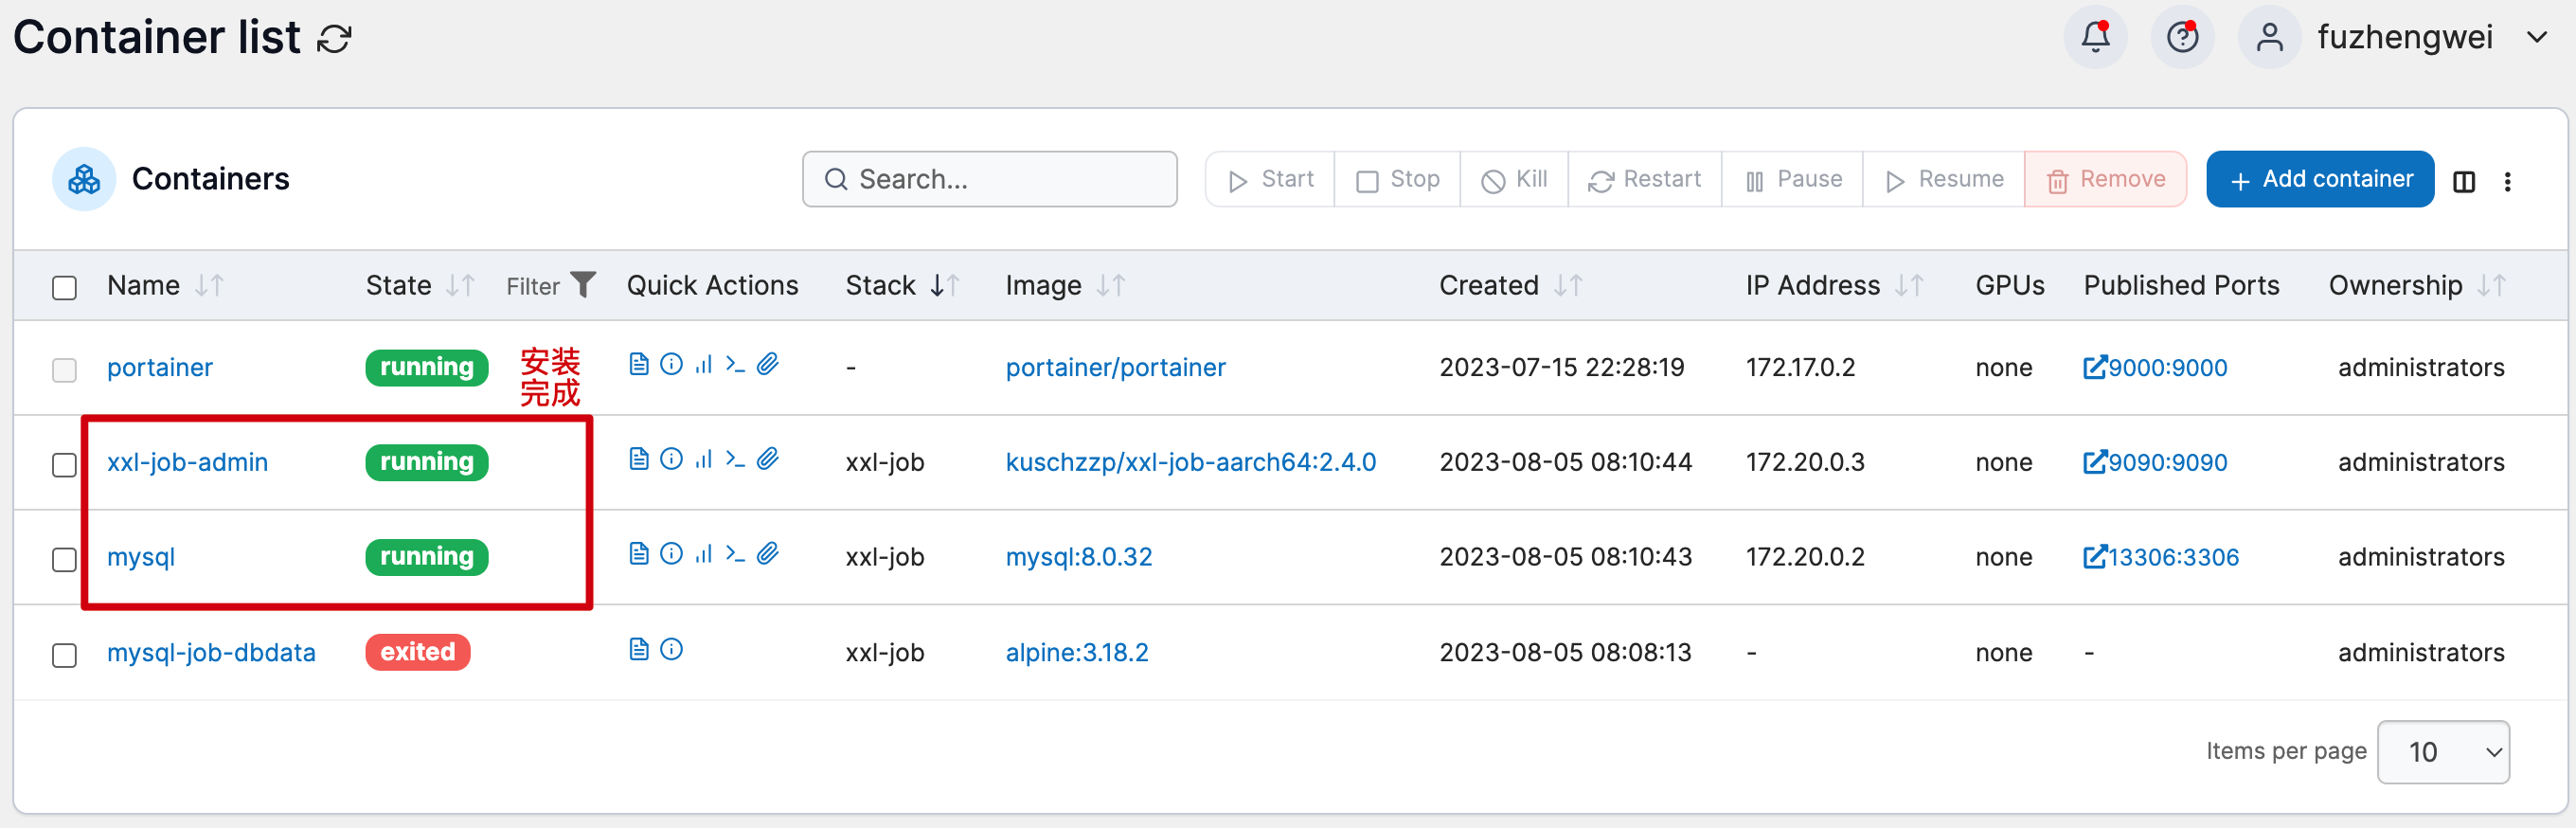 Container list
fuzhengwei
Containers
Search...
Start Stop Kill Restart Pause Resume Remove
Add container
Name State Filter Quick Actions Stack Image Created IP Address GPUs Published Ports Ownership
portainer running 安装 - portainer/portainer 2023-07-15 22:28:19 172.17.0.2 none 9000:9000 administrators
完成
xxl-job-admin running xxl-job kuschzzp/xxl-job-aarch64:2.4.0 2023-08-05 08:10:44 172.20.0.3 none 9090:9090 administrators
mysql running xxl-job mysql:8.0.32 2023-08-05 08:10:43 172.20.0.2 none 13306:3306 administrators
mysql-job-dbdata exited xxl-job alpine:3.18.2 2023-08-05 08:08:13 - none - administrators
Items per page 10